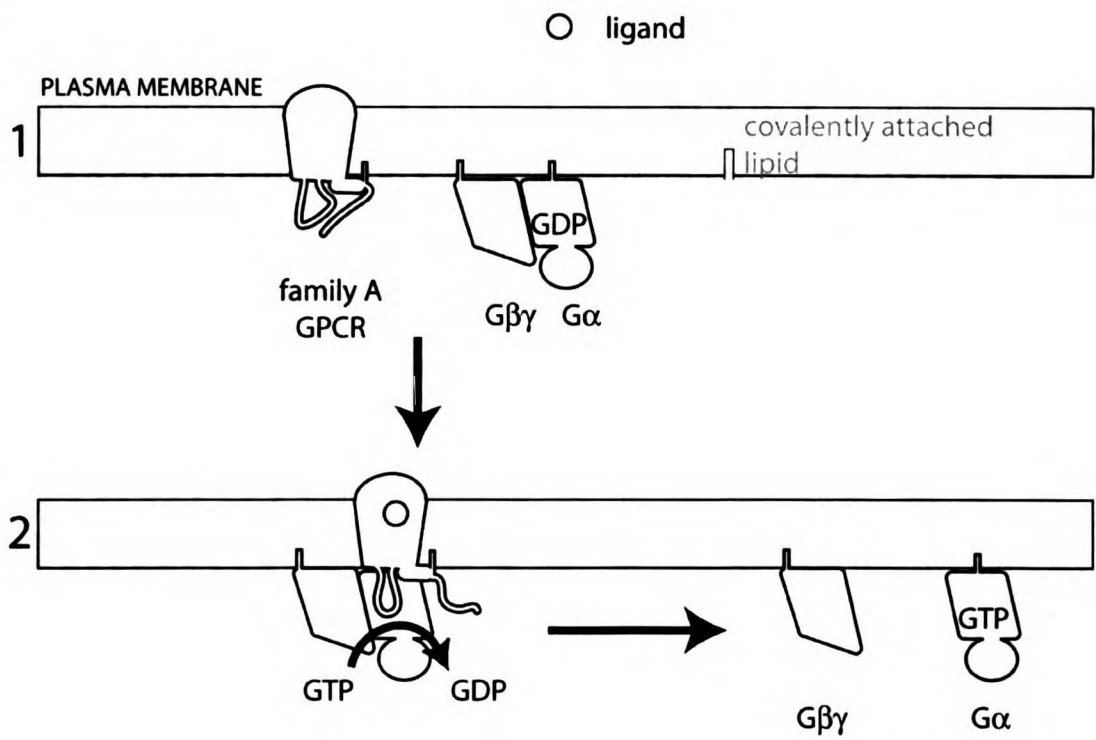 ligand
PLASMA MEMBRANE
1
covalently attached
lipid
GDP
family A
GPCR
Gβγ Gα
2
GTP
GTP GDP
Gβγ Gα